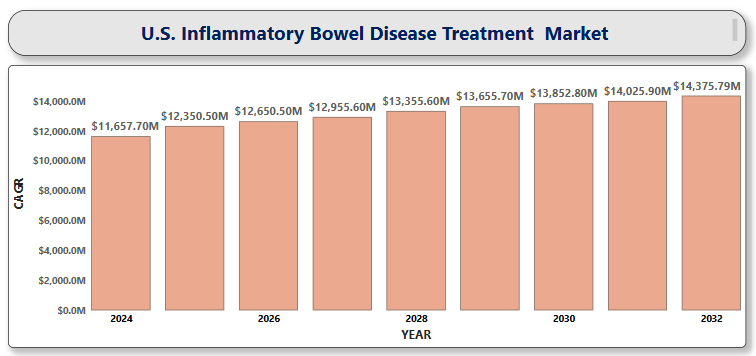 U.S. Inflammatory Bowel Disease Treatment Market
$14,000.0M
$12,000.0M
$10,000.0M
$8,000.0M
$6,000.0M
$4,000.0M
$2,000.0M
$0.0M
CAGR
$11,657.70M
$12,350.50M
$12,650.50M
$12,955.60M
$13,355.60M
$13,655.70M
$13,852.80M
$14,025.90M
$14,375.79M
2024
2026
2028
2030
2032
YEAR